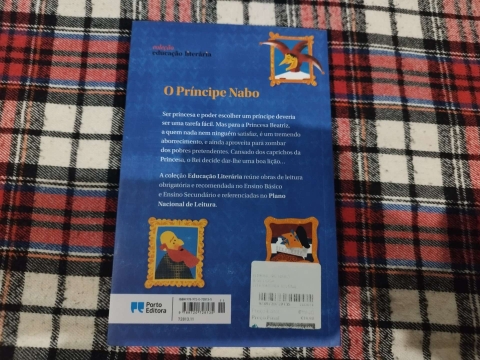 coleção
educação literária
O Príncipe Nabo
Ser princesa e poder escolher um príncipe deveria
ser uma tarefa fácil. Mas para a Princesa Beatriz,
a quem nada nem ninguém satisfaz, é um tremendo
aborrecimento, e ainda aproveita para zombar
dos pobres pretendentes. Cansado dos caprichos da
Princesa, o Rei decide dar-lhe uma boa lição...
A coleção Educação Literária reúne obras de leitura
obrigatória e recomendada no Ensino Básico
e Ensino Secundário e referenciadas no Plano
Nacional de Leitura.
Porto
Editora